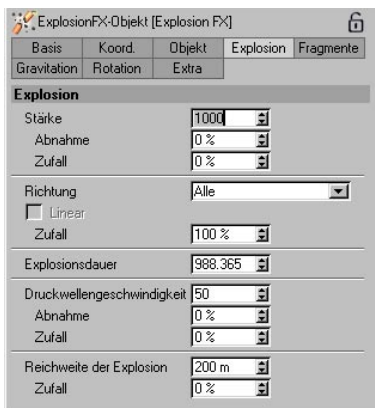 ExplosionFX-Objekt [Explosion FX]
Basis Koord. Objekt Explosion Fragmente
Gravitation Rotation Extra
Explosion
Stärke 1000
Abnahme 0 %
Zufall 0 %
Richtung Alle
Linear
Zufall 100 %
Explosionsdauer 988.365
Druckwellengeschwindigkeit 50
Abnahme 0 %
Zufall 0 %
Reichweite der Explosion 200 m
Zufall 0 %